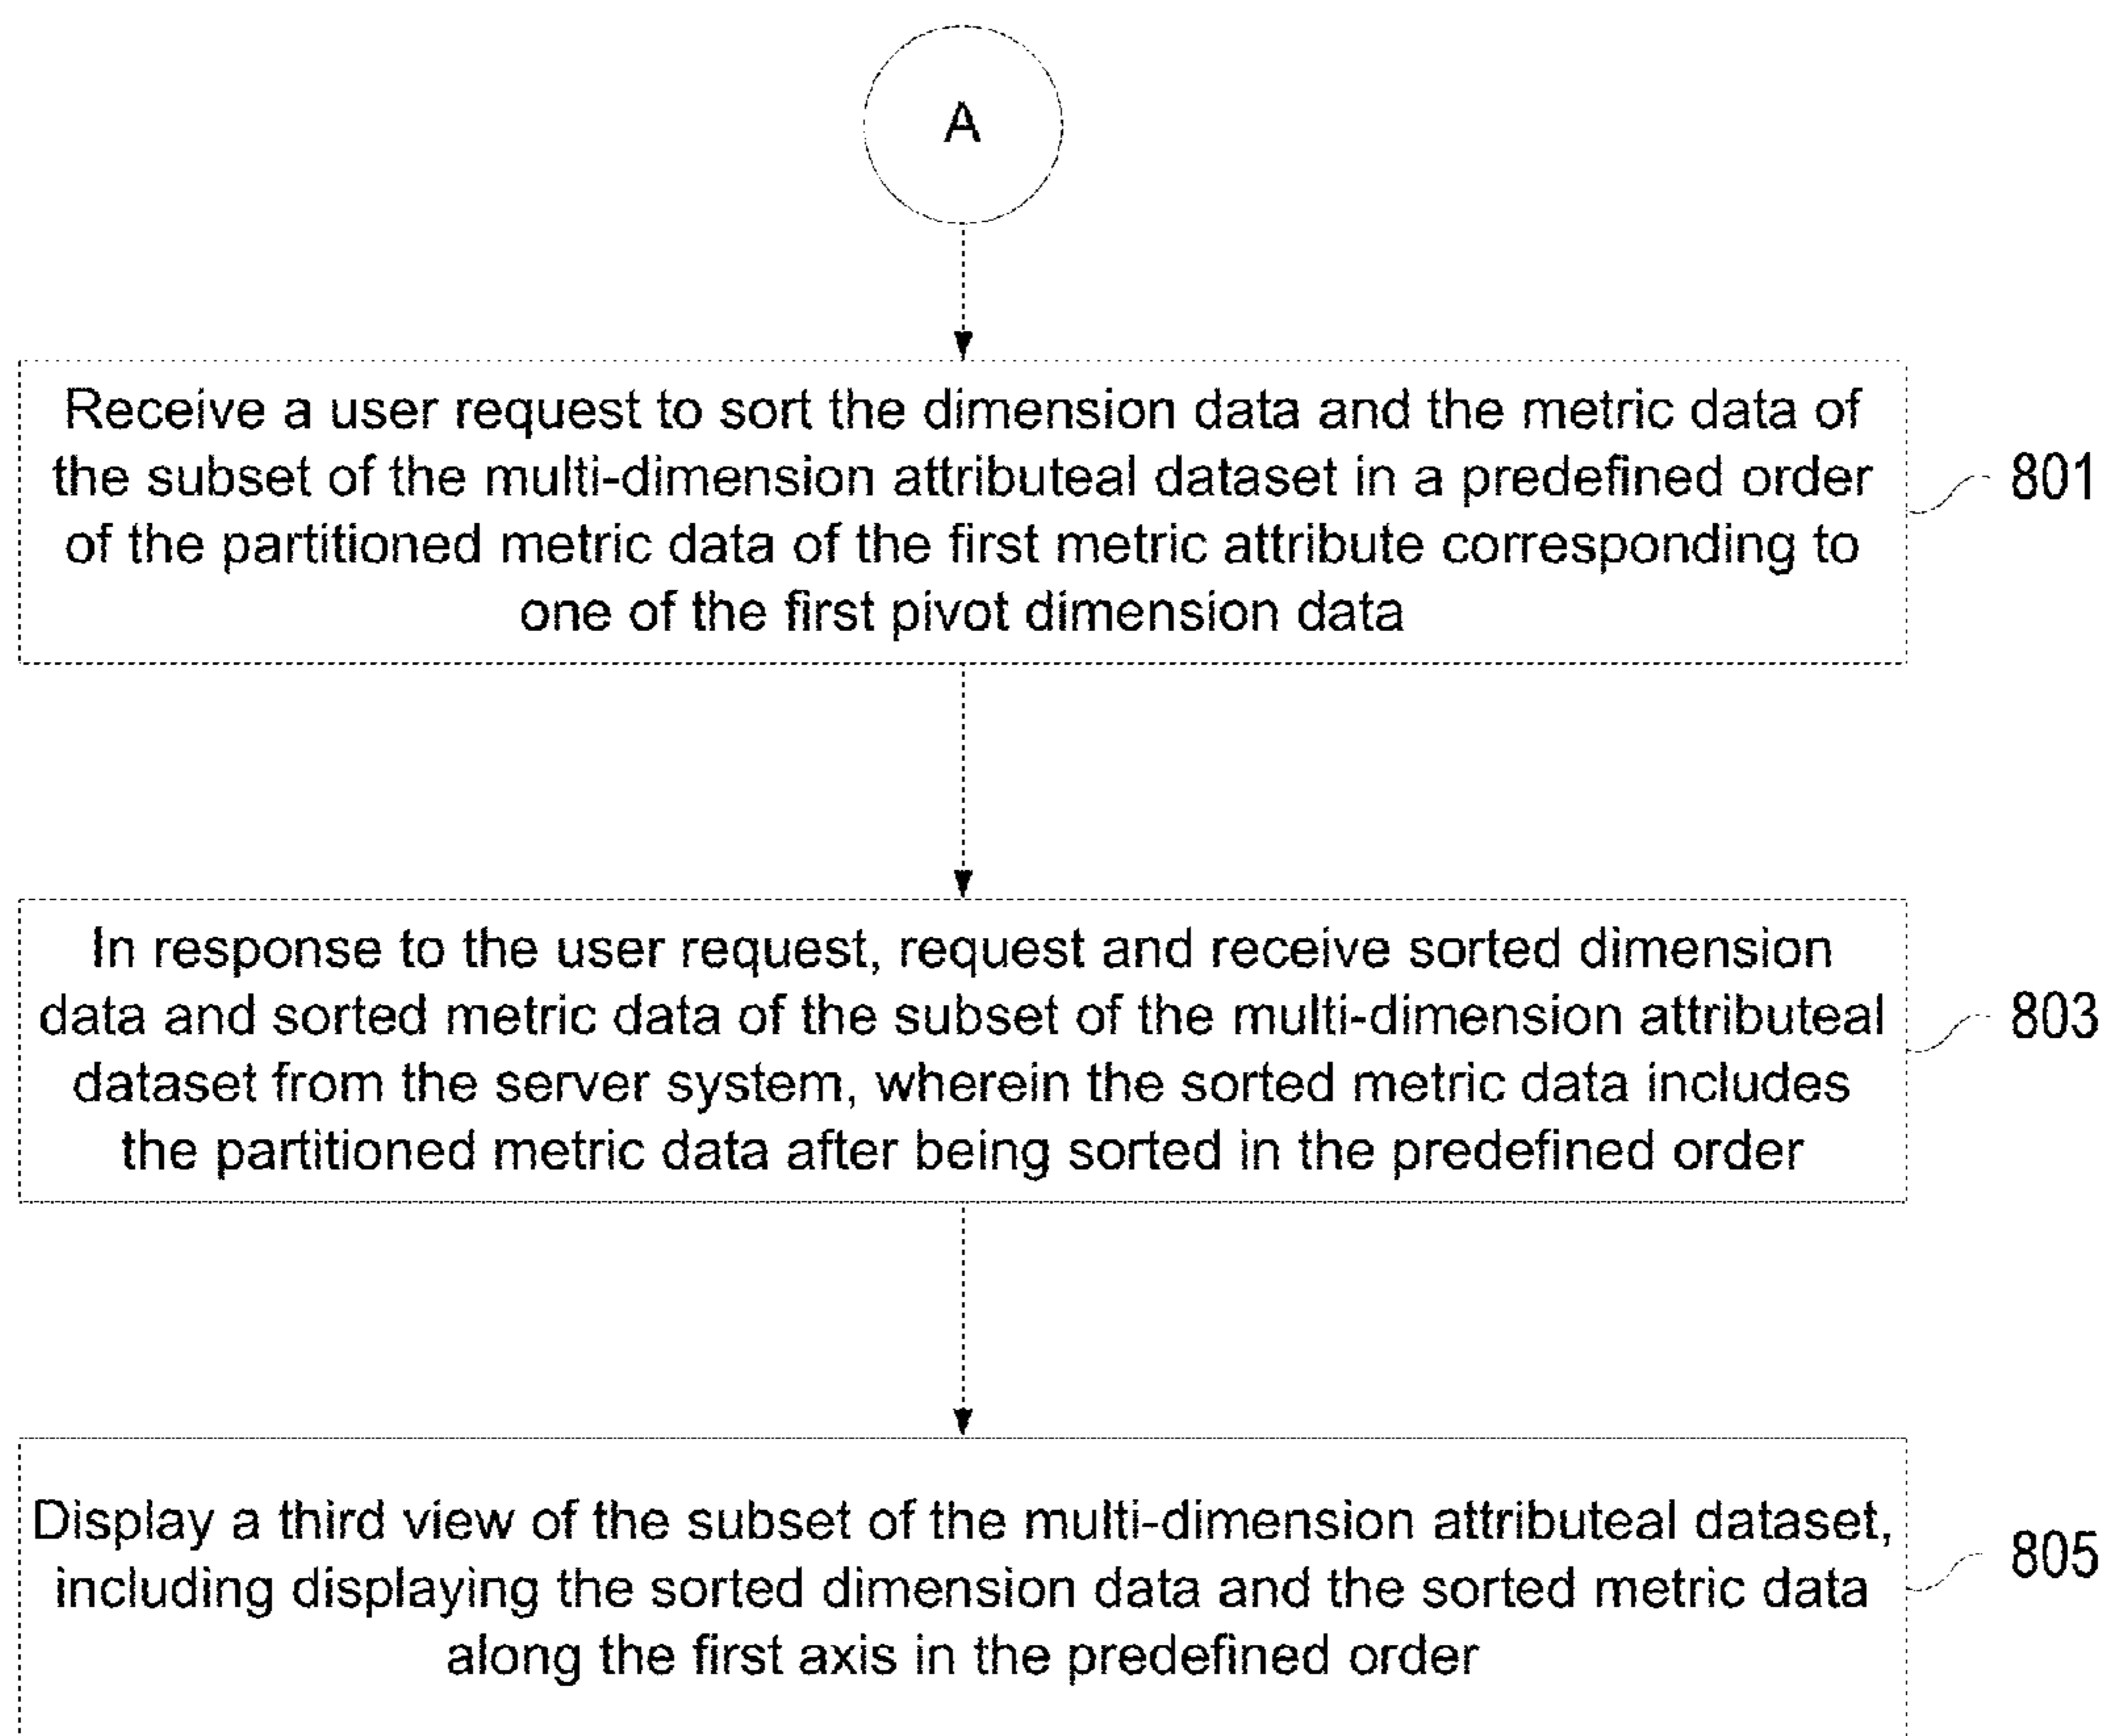 A
Receive a user request to sort the dimension data and the metric data of
the subset of the multi-dimension attributeal dataset in a predefined order
of the partitioned metric data of the first metric attribute corresponding to
one of the first pivot dimension data
801
In response to the user request, request and receive sorted dimension
data and sorted metric data of the subset of the multi-dimension attributeal
dataset from the server system, wherein the sorted metric data includes
the partitioned metric data after being sorted in the predefined order
803
Display a third view of the subset of the multi-dimension attributeal dataset,
including displaying the sorted dimension data and the sorted metric data
along the first axis in the predefined order
805